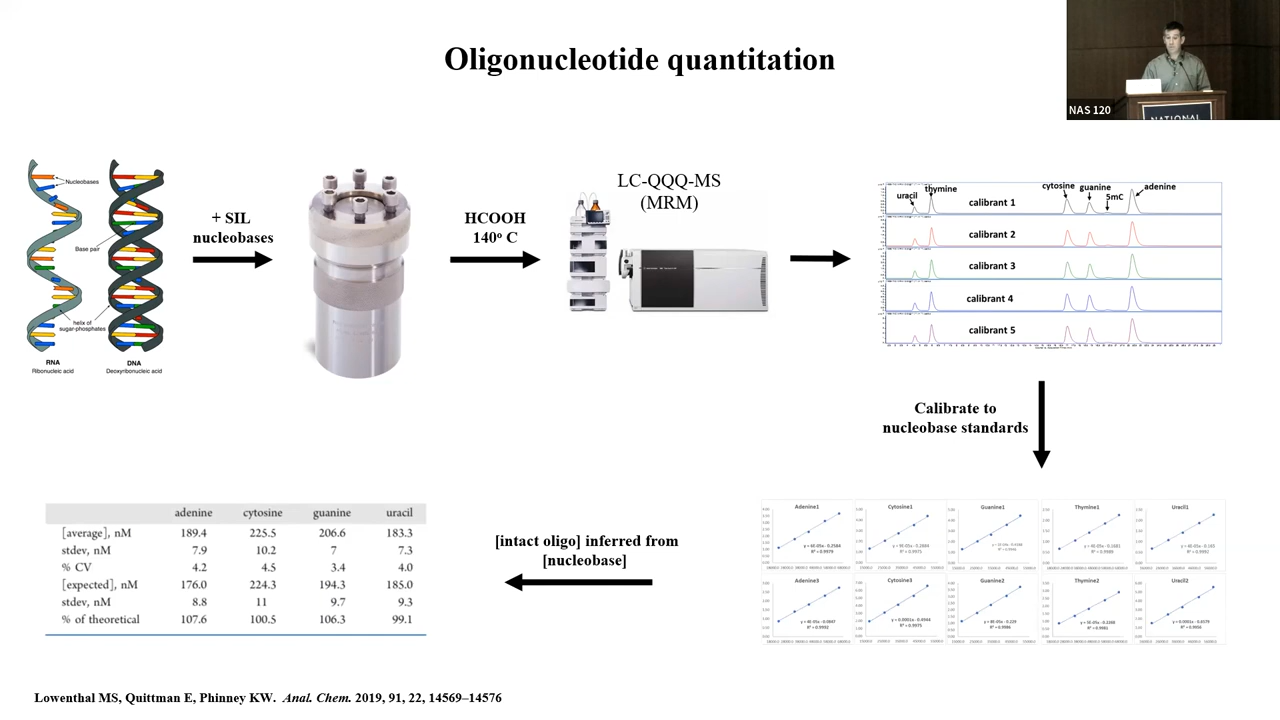 Oligonucleotide quantitation
NAS 120
NATIONAL
Nucleobases
Base pair
helix of
sugar-phosphates
RNA
Ribonucleic acid
DNA
Deoxyribonucleic acid
+ SIL
nucleobases
HCOOH
140º C
LC-QQQ-MS
(MRM)
uracil
thymine
cytosine
guanine
5mC
adenine
calibrant 1
calibrant 2
calibrant 3
calibrant 4
calibrant 5
Calibrate to
nucleobase standards
Adenine1
Cytosine1
Guanine1
Thymine1
Uracil1
Adenine3
Cytosine3
Guanine2
Thymine2
Uracil2
[intact oligo] inferred from
[nucleobase]
adenine cytosine guanine uracil
[average], nM 189.4 225.5 206.6 183.3
stdev, nM 7.9 10.2 7 7.3
% CV 4.2 4.5 3.4 4.0
[expected], nM 176.0 224.3 194.3 185.0
stdev, nM 8.8 11 9.7 9.3
% of theoretical 107.6 100.5 106.3 99.1
Lowenthal MS, Quittman E, Phinney KW. Anal. Chem. 2019, 91, 22, 14569–14576